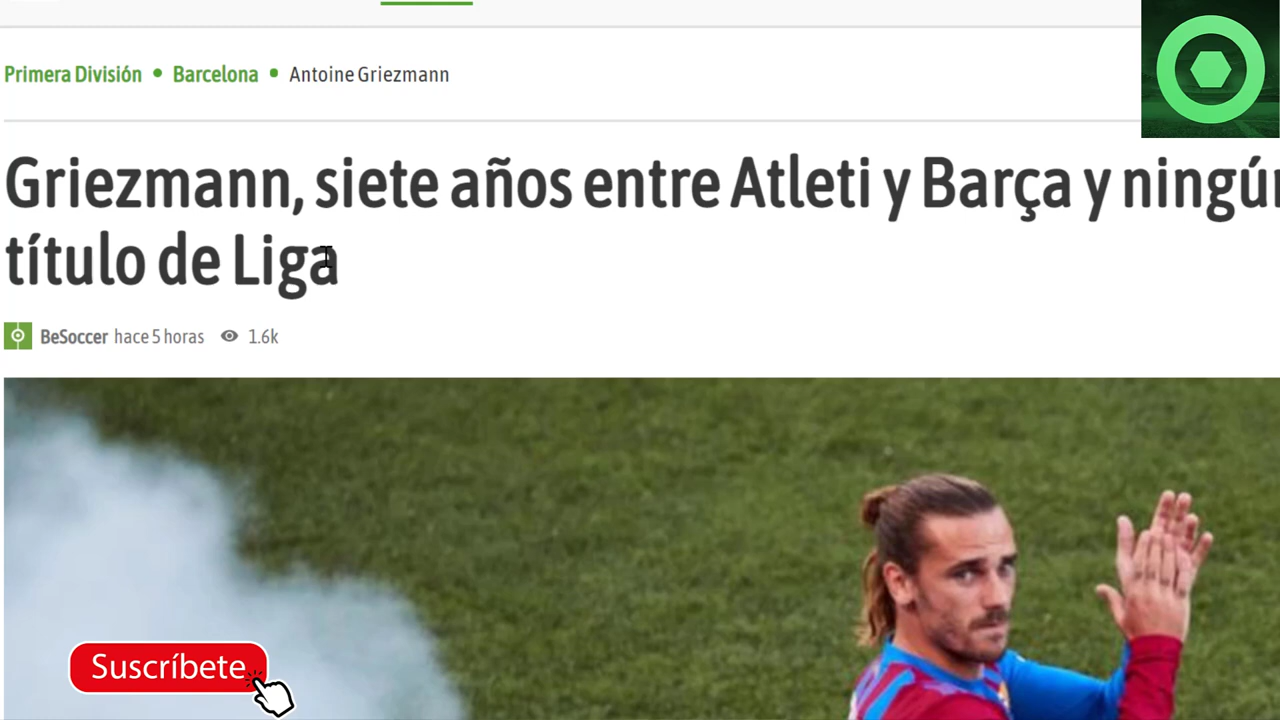 Primera División • Barcelona • Antoine Griezmann
Griezmann, siete años entre Atleti y Barça y ningú
título de Liga
BeSoccer hace 5 horas 1.6k
Suscríbete